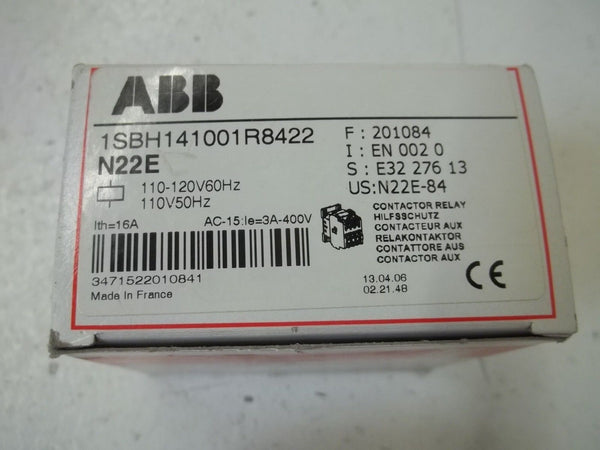 ABB
1SBH141001R8422
N22E
110-120V60Hz
110V50Hz
Ith=16A
AC-15:Ie=3A-400V
3471522010841
Made in France
F : 201084
I : EN 002 0
S : E32 276 13
US:N22E-84
CONTACTOR RELAY
HILFSSCHUTZ
CONTACTEUR AUX
RELAKONTAKTOR
CONTATTORE AUS
CONTACTOR AUX
13.04.06
02.21.48
CE